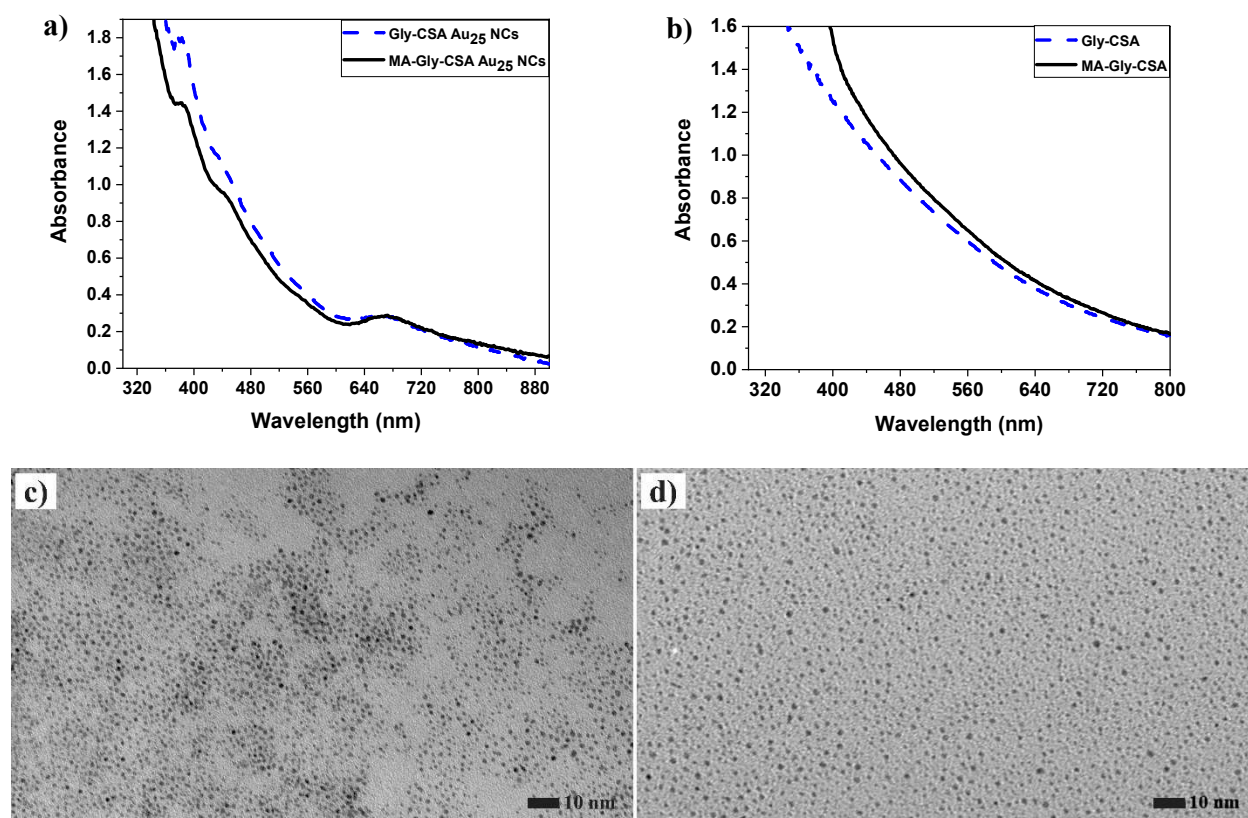 a)
Gly-CSA Au25 NCs
MA-Gly-CSA Au25 NCs
1.8
1.6
1.4
1.2
1.0
0.8
0.6
0.4
0.2
0.0
Absorbance
320 400 480 560 640 720 800 880
Wavelength (nm)
b)
Gly-CSA
MA-Gly-CSA
1.6
1.4
1.2
1.0
0.8
0.6
0.4
0.2
0.0
Absorbance
320 400 480 560 640 720 800
Wavelength (nm)
c)
10 nm
d)
10 nm